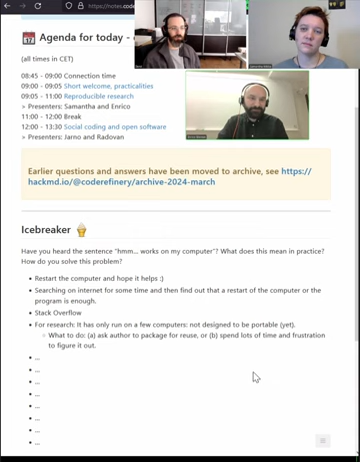 https://notes.code
Agenda for today -
(all times in CET)
08:45 - 09:00 Connection time
09:00 - 09:05 Short welcome, practicalities
09:05 - 11:00 Reproducible research
➢ Presenters: Samantha and Enrico
11:00 - 12:00 Break
12:00 - 13:30 Social coding and open software
➢ Presenters: Jarno and Radovan
Earlier questions and answers have been moved to archive, see https://
hackmd.io/@coderefinery/archive-2024-march
Icebreaker
Have you heard the sentence "hmm... works on my computer"? What does this mean in practice?
How do you solve this problem?
• Restart the computer and hope it helps :)
• Searching on internet for some time and then find out that a restart of the computer or the
program is enough.
• Stack Overflow
• For research: It has only run on a few computers: not designed to be portable (yet).
◦ What to do: (a) ask author to package for reuse, or (b) spend lots of time and frustration
to figure it out.
• ...
• ...
• ...
• ...
• ...
• ...
• ...
• ...